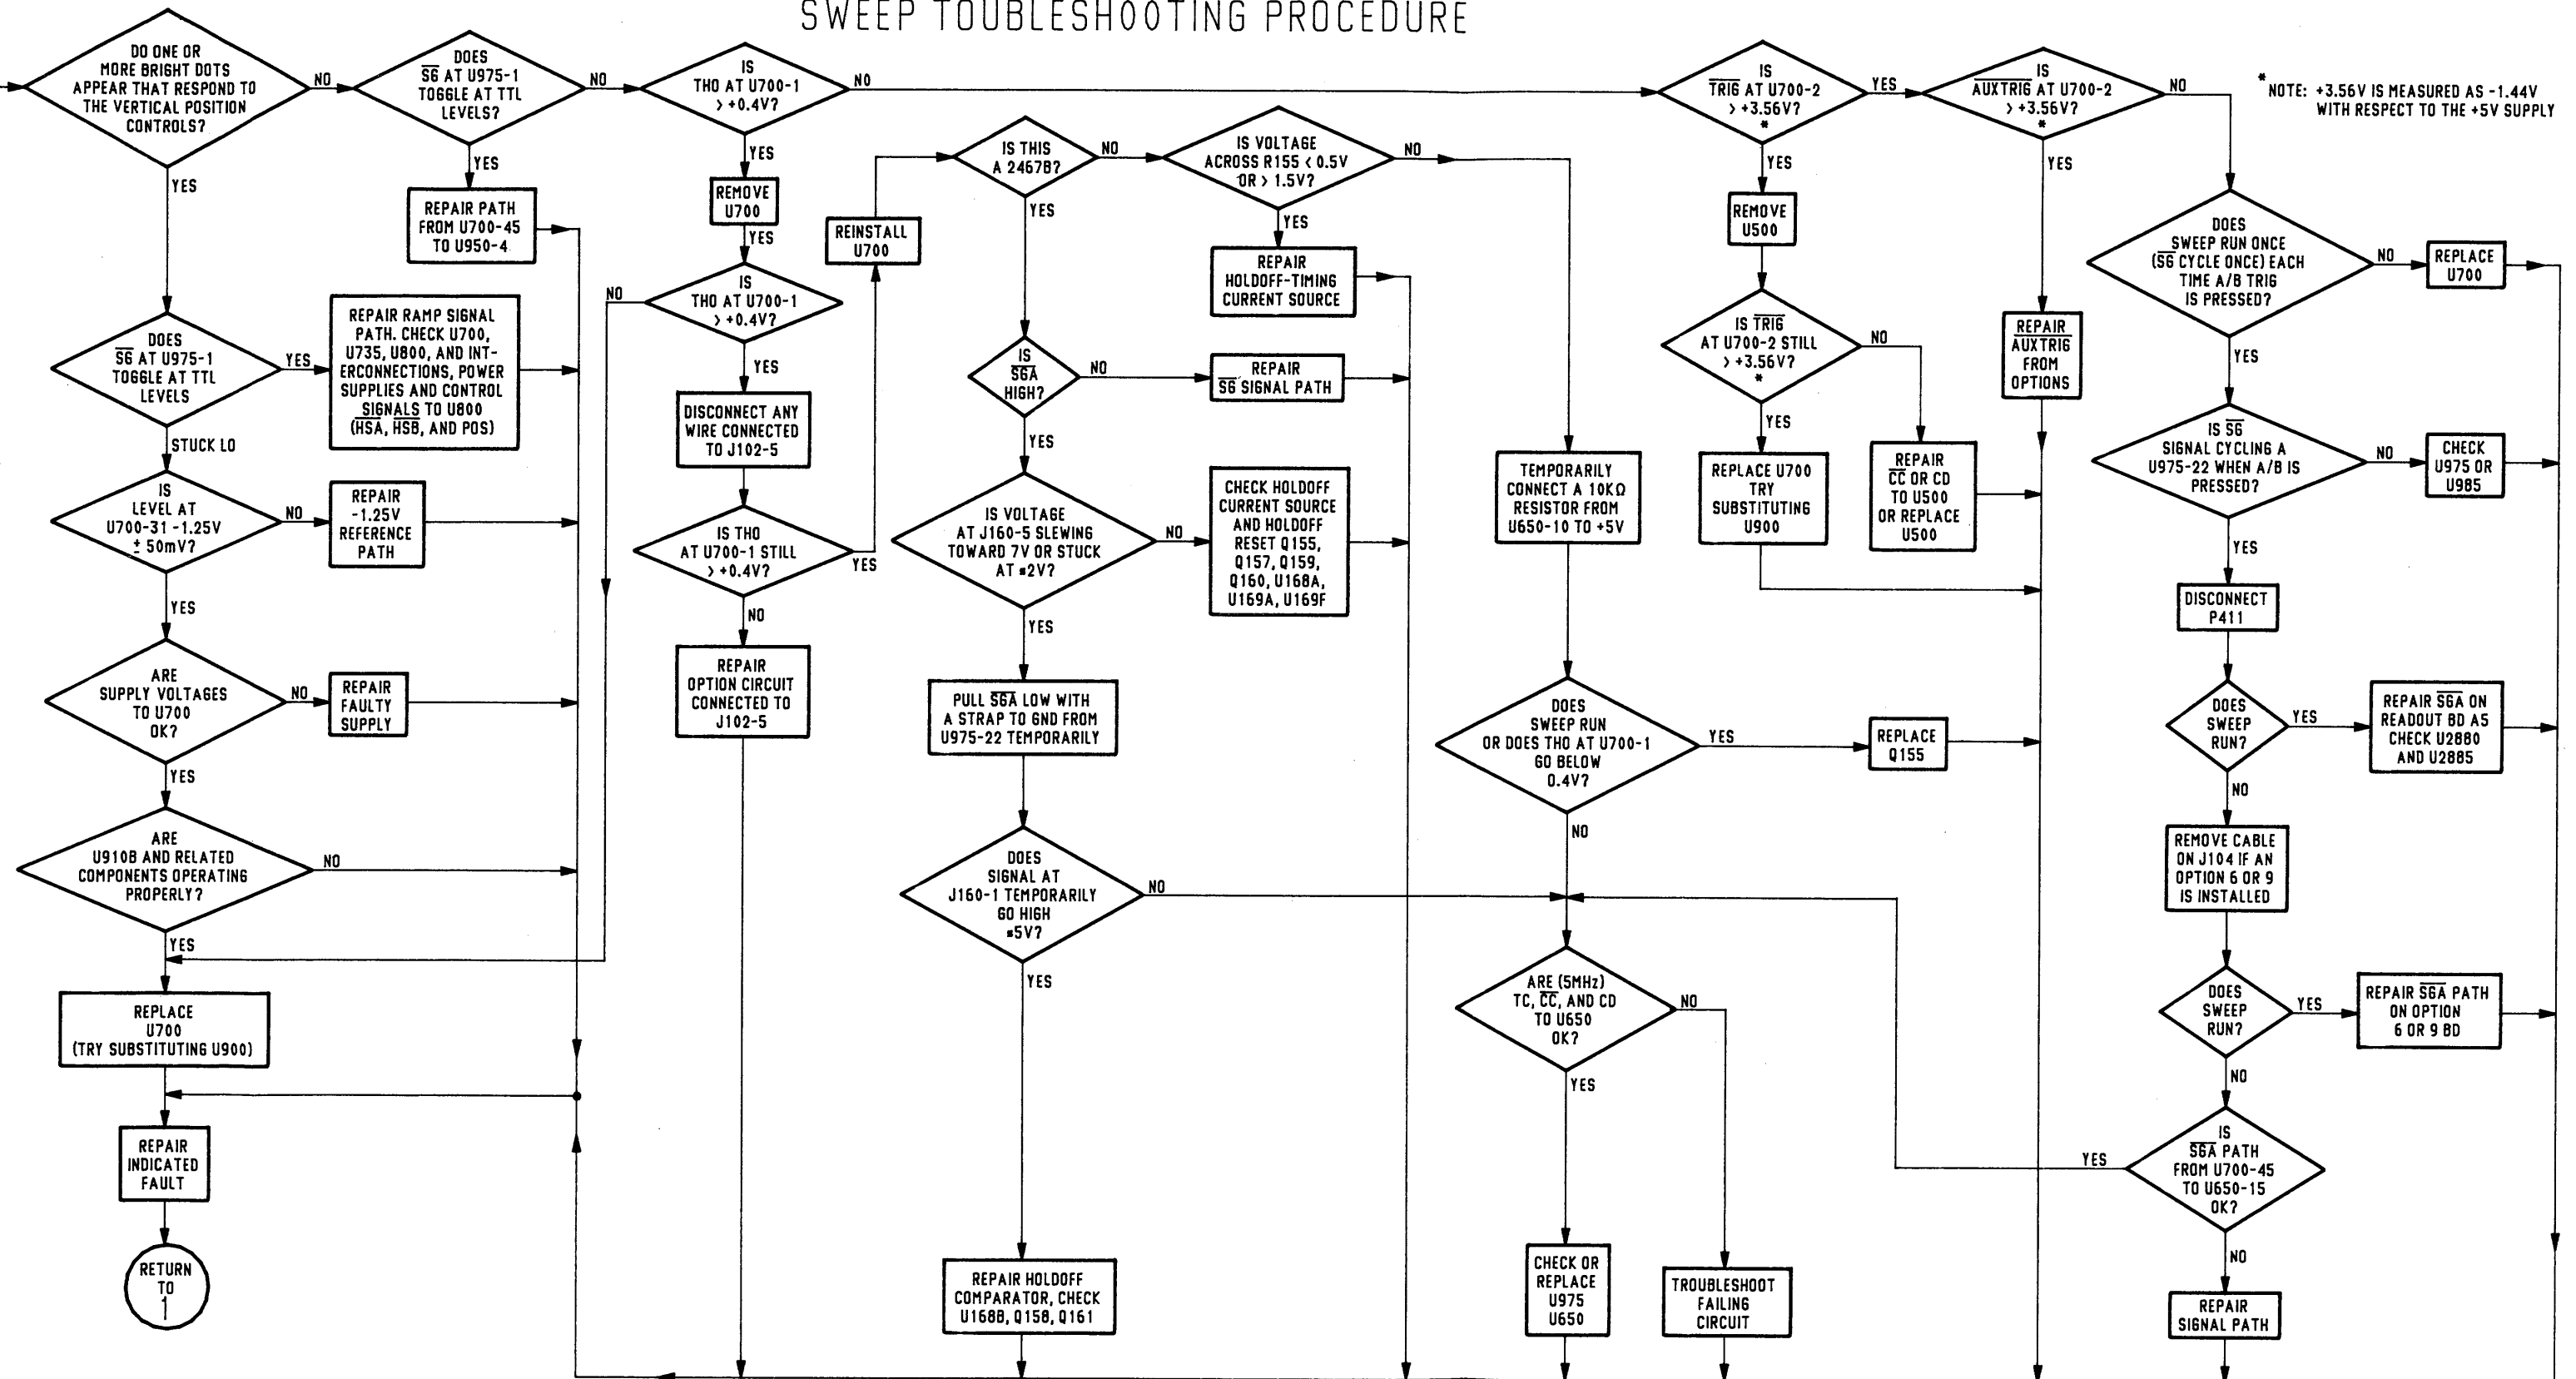 SWEEP TOUBLESHOOTING PROCEDURE
DO ONE OR
MORE BRIGHT DOTS
APPEAR THAT RESPOND TO
THE VERTICAL POSITION
CONTROLS?
NO
YES
DOES
S̅G̅ AT U975-1
TOGGLE AT TTL
LEVELS?
NO
YES
REPAIR PATH
FROM U700-45
TO U950-4
DOES
S̅G̅ AT U975-1
TOGGLE AT TTL
LEVELS
YES
STUCK LO
REPAIR RAMP SIGNAL
PATH. CHECK U700,
U735, U800, AND INT-
ERCONNECTIONS, POWER
SUPPLIES AND CONTROL
SIGNALS TO U800
(H̅S̅A̅, H̅S̅B̅, AND POS)
IS
LEVEL AT
U700-31 -1.25V
± 50mV?
NO
YES
REPAIR
-1.25V
REFERENCE
PATH
ARE
SUPPLY VOLTAGES
TO U700
OK?
NO
YES
REPAIR
FAULTY
SUPPLY
ARE
U910B AND RELATED
COMPONENTS OPERATING
PROPERLY?
NO
YES
REPLACE
U700
(TRY SUBSTITUTING U900)
REPAIR
INDICATED
FAULT
RETURN
TO
1
IS
THO AT U700-1
> +0.4V?
NO
YES
REMOVE
U700
YES
IS
THO AT U700-1
> +0.4V?
NO
YES
DISCONNECT ANY
WIRE CONNECTED
TO J102-5
IS THO
AT U700-1 STILL
> +0.4V?
YES
NO
REPAIR
OPTION CIRCUIT
CONNECTED TO
J102-5
REINSTALL
U700
IS THIS
A 2467B?
NO
YES
IS VOLTAGE
ACROSS R155 < 0.5V
OR > 1.5V?
NO
YES
REPAIR
HOLDOFF-TIMING
CURRENT SOURCE
IS
S̅G̅A̅
HIGH?
NO
YES
REPAIR
S̅G̅ SIGNAL PATH
IS VOLTAGE
AT J160-5 SLEWING
TOWARD 7V OR STUCK
AT ≈2V?
NO
YES
CHECK HOLDOFF
CURRENT SOURCE
AND HOLDOFF
RESET Q155,
Q157, Q159,
Q160, U168A,
U169A, U169F
PULL S̅G̅A̅ LOW WITH
A STRAP TO GND FROM
U975-22 TEMPORARILY
DOES
SIGNAL AT
J160-1 TEMPORARILY
GO HIGH
≈5V?
NO
YES
REPAIR HOLDOFF
COMPARATOR, CHECK
U168B, Q158, Q161
TEMPORARILY
CONNECT A 10KΩ
RESISTOR FROM
U650-10 TO +5V
DOES
SWEEP RUN
OR DOES THO AT U700-1
GO BELOW
0.4V?
YES
NO
REPLACE
Q155
ARE (5MHz)
TC, C̅C̅, AND CD
TO U650
OK?
NO
YES
CHECK OR
REPLACE
U975
U650
TROUBLESHOOT
FAILING
CIRCUIT
IS
T̅R̅I̅G̅ AT U700-2
> +3.56V?
*
YES
YES
REMOVE
U500
IS T̅R̅I̅G̅
AT U700-2 STILL
> +3.56V?
*
NO
YES
REPLACE U700
TRY
SUBSTITUTING
U900
REPAIR
C̅C̅ OR CD
TO U500
OR REPLACE
U500
IS
A̅U̅X̅T̅R̅I̅G̅ AT U700-2
> +3.56V?
*
NO
YES
REPAIR
A̅U̅X̅T̅R̅I̅G̅
FROM
OPTIONS
* NOTE: +3.56V IS MEASURED AS -1.44V
WITH RESPECT TO THE +5V SUPPLY
DOES
SWEEP RUN ONCE
(S̅G̅ CYCLE ONCE) EACH
TIME A/B TRIG
IS PRESSED?
NO
YES
REPLACE
U700
IS S̅G̅
SIGNAL CYCLING A
U975-22 WHEN A/B IS
PRESSED?
NO
YES
CHECK
U975 OR
U985
DISCONNECT
P411
DOES
SWEEP
RUN?
YES
NO
REPAIR S̅G̅A̅ ON
READOUT BD A5
CHECK U2880
AND U2885
REMOVE CABLE
ON J104 IF AN
OPTION 6 OR 9
IS INSTALLED
DOES
SWEEP
RUN?
YES
NO
REPAIR S̅G̅A̅ PATH
ON OPTION
6 OR 9 BD
IS
S̅G̅A̅ PATH
FROM U700-45
TO U650-15
OK?
YES
NO
REPAIR
SIGNAL PATH